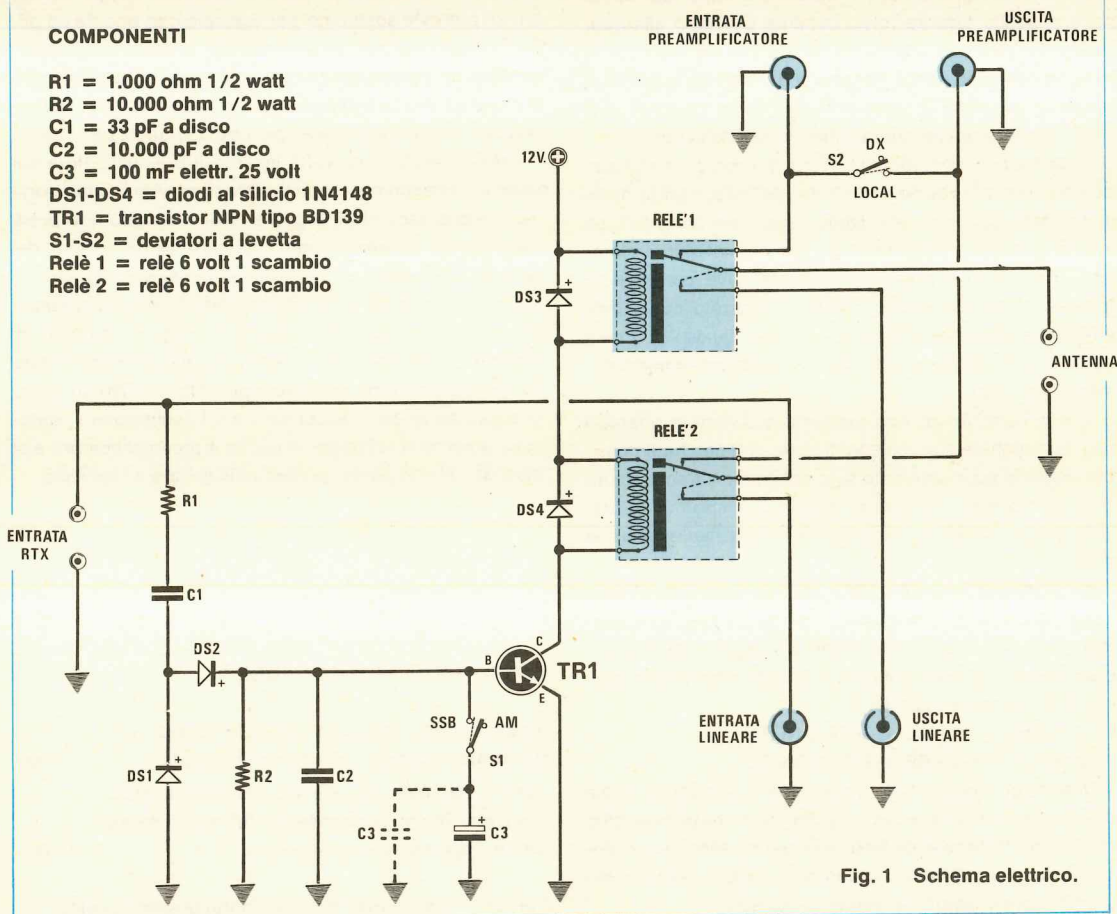 COMPONENTI
R1 = 1.000 ohm 1/2 watt
R2 = 10.000 ohm 1/2 watt
C1 = 33 pF a disco
C2 = 10.000 pF a disco
C3 = 100 mF elettr. 25 volt
DS1-DS4 = diodi al silicio 1N4148
TR1 = transistor NPN tipo BD139
S1-S2 = deviatori a levetta
Relè 1 = relè 6 volt 1 scambio
Relè 2 = relè 6 volt 1 scambio
ENTRATA
PREAMPLIFICATORE
USCITA
PREAMPLIFICATORE
12V.
S2
DX
LOCAL
RELE'1
DS3
ANTENNA
RELE'2
DS4
R1
ENTRATA
RTX
C1
DS2
B
C
E
TR1
SSB
AM
S1
DS1
R2
C2
C3
C3
ENTRATA
LINEARE
USCITA
LINEARE
Fig. 1 Schema elettrico.